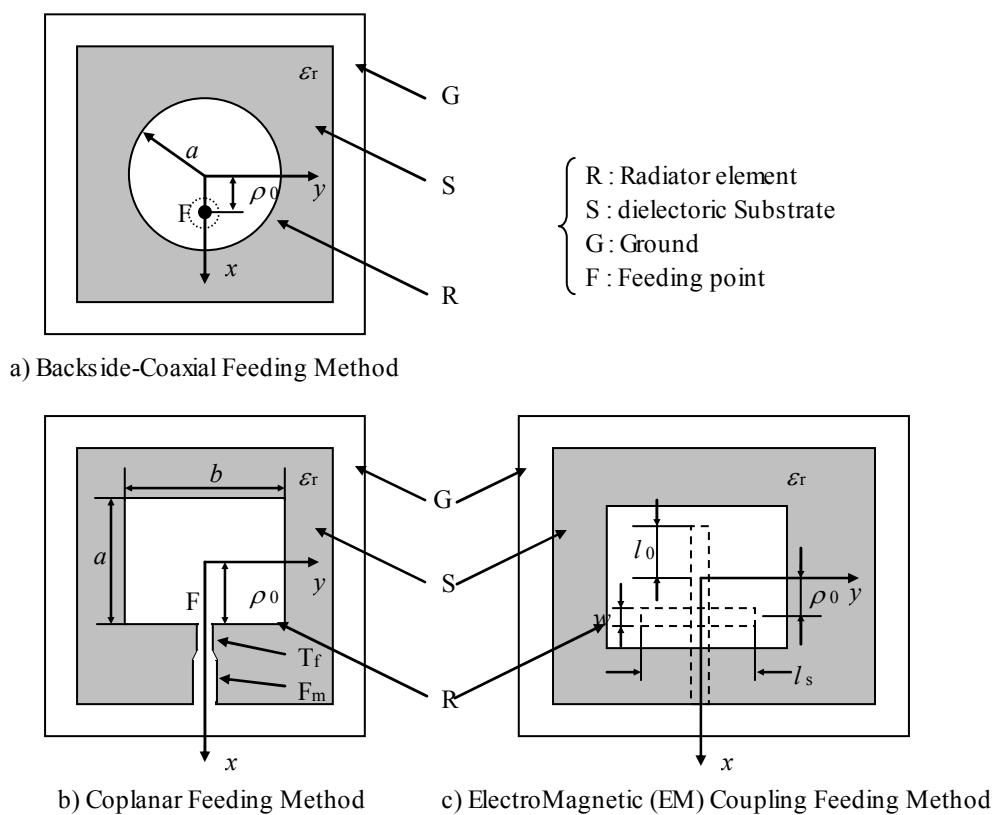 εr
G
a
S
ρ0
y
F
x
R
R : Radiator element
S : dielectoric Substrate
G : Ground
F : Feeding point
a) Backside-Coaxial Feeding Method
b
εr
G
a
S
F
ρ0
y
Tf
Fm
R
x
b) Coplanar Feeding Method
εr
l0
ρ0
y
w
ls
x
c) ElectroMagnetic (EM) Coupling Feeding Method